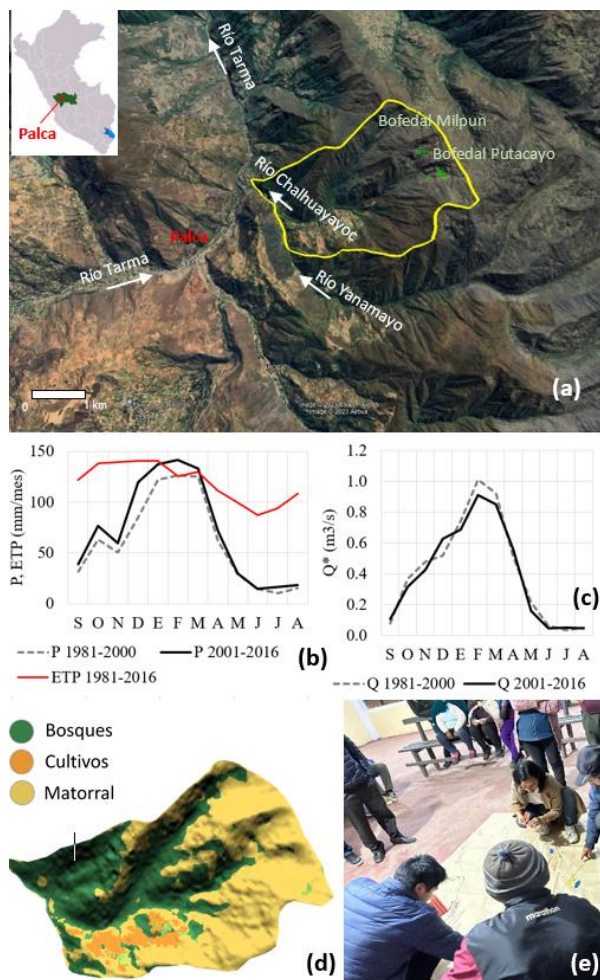 Palca
Río Tarma
Bofedal Milpun
Bofedal Putacayo
Río Chalhuayayoc
Palca
Río Tarma
Río Yanamayo
0
1 km
(a)
P, ETP (mm/mes)
150
100
50
0
S O N D E F M A M J J A
P 1981-2000
P 2001-2016
ETP 1981-2016
(b)
Q* (m3/s)
1.2
1.0
0.8
0.6
0.4
0.2
0.0
S O N D E F M A M J J A
Q 1981-2000
Q 2001-2016
(c)
Bosques
Cultivos
Matorral
(d)
marathon
(e)